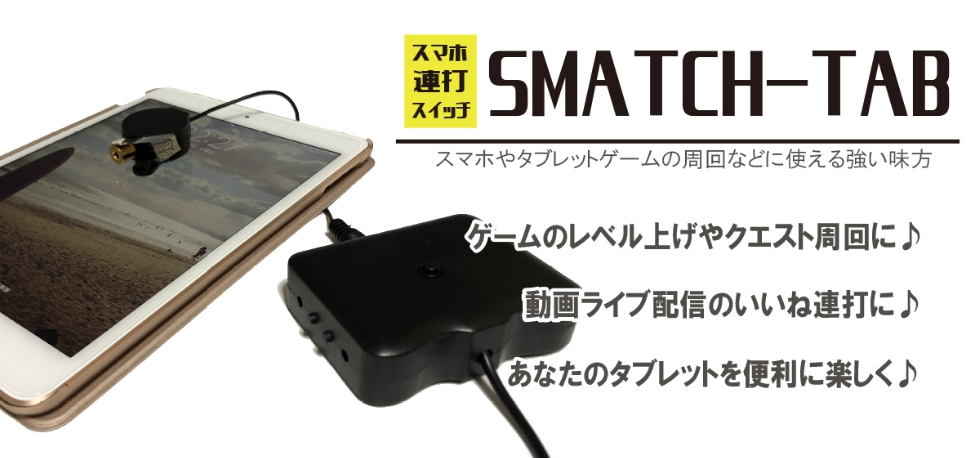 スマホ
連打
スイッチ
SMATCH-TAB
スマホやタブレットゲームの周回などに使える強い味方
ゲームのレベル上げやクエスト周回に♪
動画ライブ配信のいいね連打に♪
あなたのタブレットを便利に楽しく♪